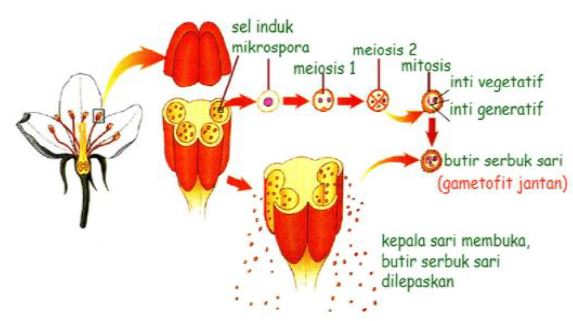 sel induk
mikrospora
meiosis 1
meiosis 2
mitosis
inti vegetatif
inti generatif
butir serbuk sari
(gametofit jantan)
kepala sari membuka,
butir serbuk sari
dilepaskan